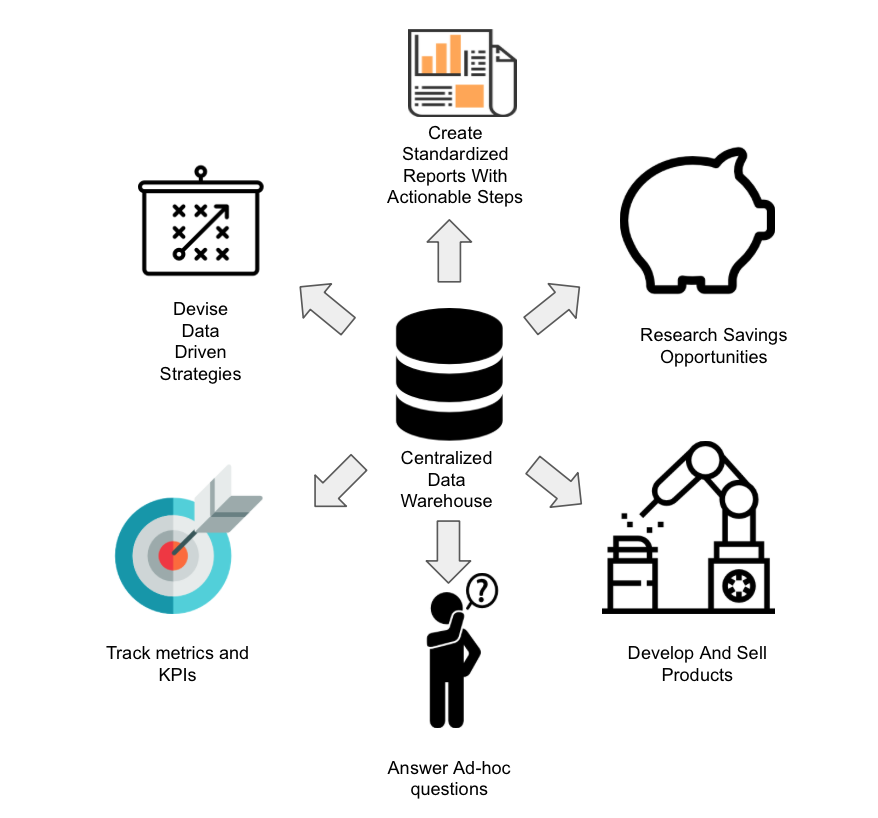 Create
Standardized
Reports With
Actionable Steps
Devise
Data
Driven
Strategies
Research Savings
Opportunities
Centralized
Data
Warehouse
Track metrics and
KPIs
?
Develop And Sell
Products
Answer Ad-hoc
questions